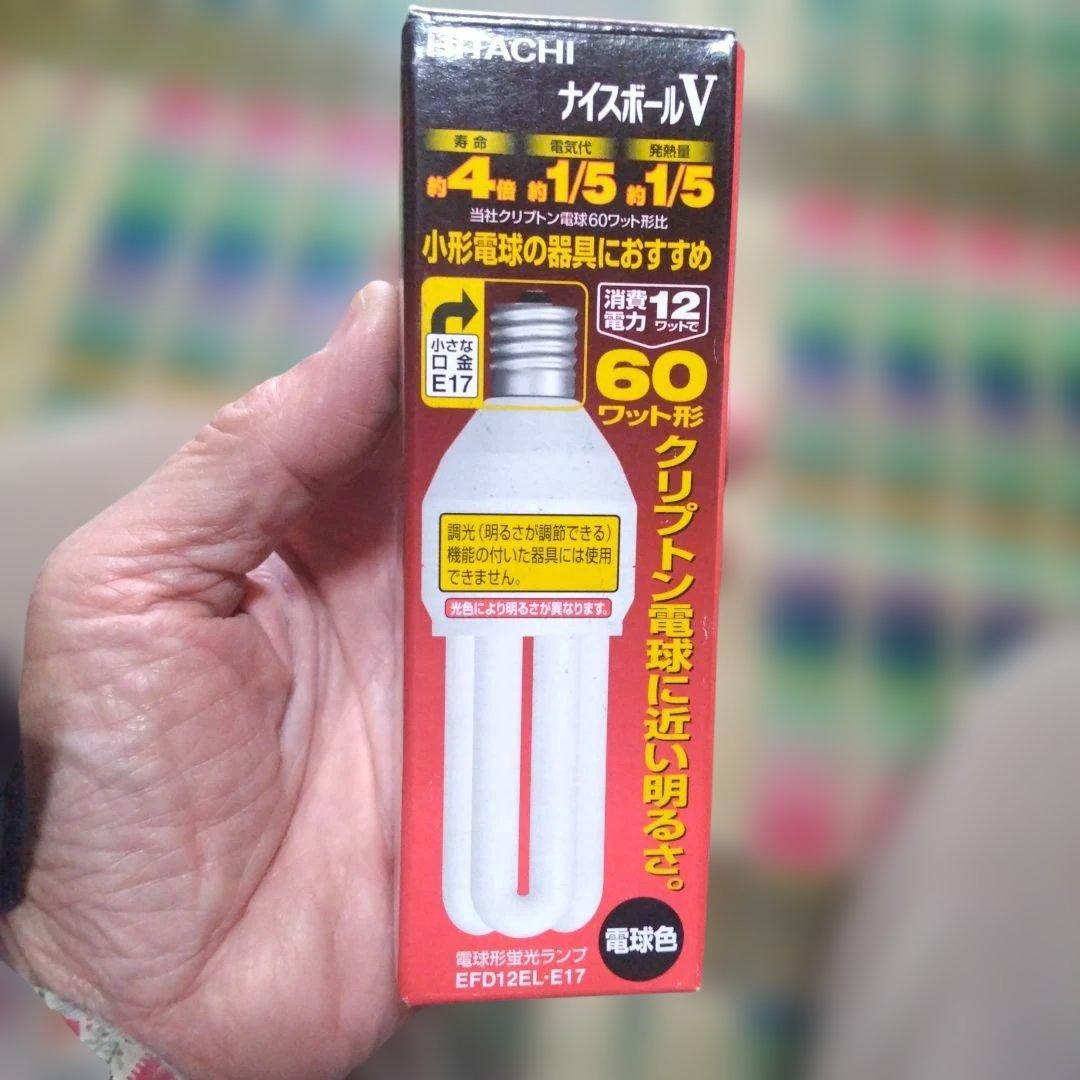 HITACHI
ナイスボールV
寿命 電気代 発熱量
約4倍 約1/5 約1/5
当社クリプトン電球60ワット形比
小形電球の器具におすすめ
小さな
口金
E17
消費
電力 12
ワットで
60
ワット形
クリプトン電球に近い明るさ。
調光(明るさが調節できる)
機能の付いた器具には使用
できません。
光色により明るさが異なります。
電球色
電球形蛍光ランプ
EFD12EL・E17